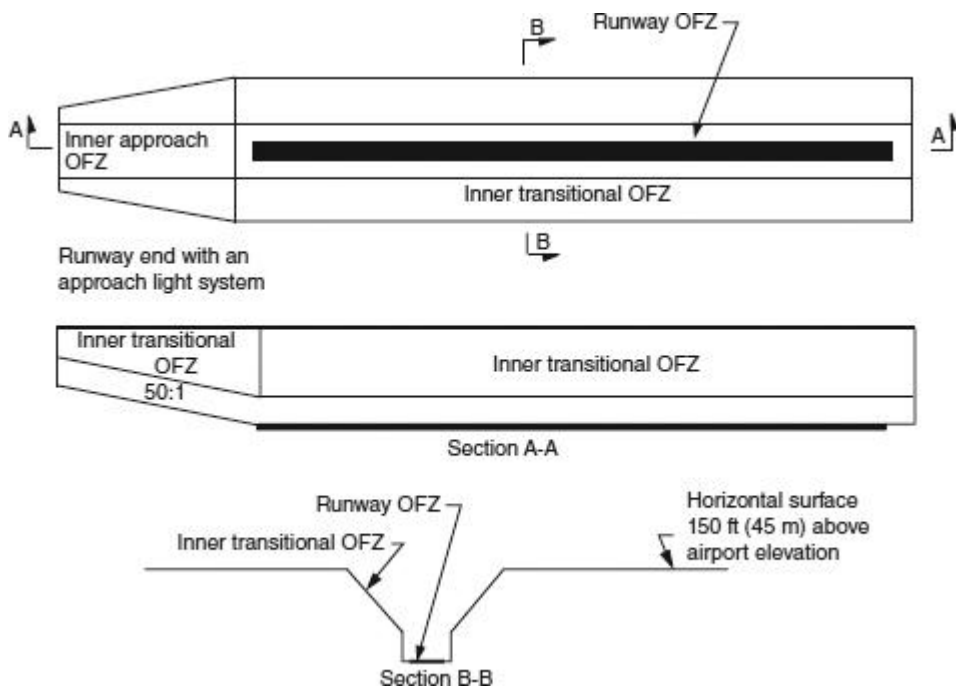 B
Runway OFZ
A
Inner approach
OFZ
A
Inner transitional OFZ
B
Runway end with an
approach light system
Inner transitional
OFZ
50:1
Inner transitional OFZ
Section A-A
Runway OFZ
Inner transitional OFZ
Horizontal surface
150 ft (45 m) above
airport elevation
Section B-B